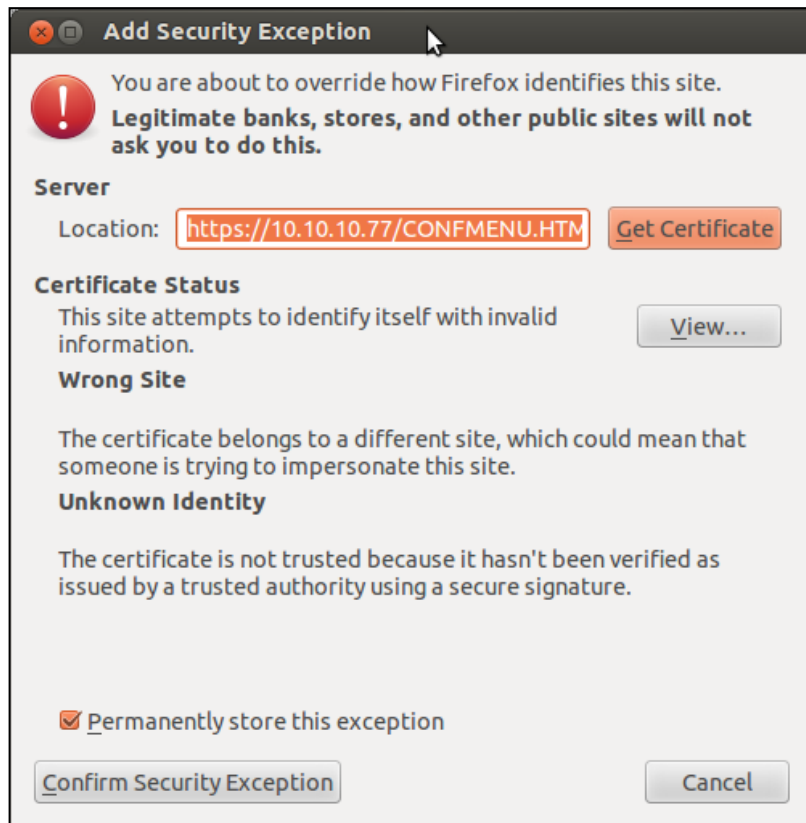 Add Security Exception
You are about to override how Firefox identifies this site.
Legitimate banks, stores, and other public sites will not
ask you to do this.
Server
Location: https://10.10.10.77/CONFMENU.HTM Get Certificate
Certificate Status
This site attempts to identify itself with invalid
information.
View...
Wrong Site
The certificate belongs to a different site, which could mean that
someone is trying to impersonate this site.
Unknown Identity
The certificate is not trusted because it hasn't been verified as
issued by a trusted authority using a secure signature.
Permanently store this exception
Confirm Security Exception Cancel